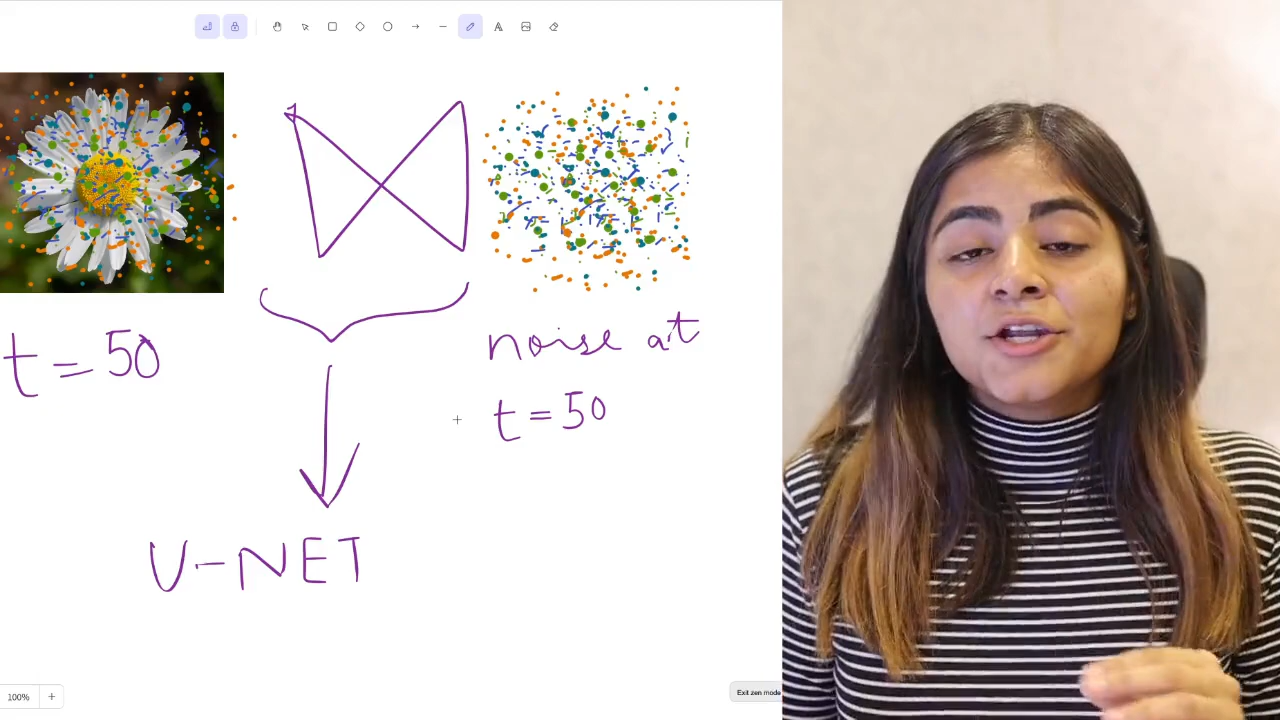 t = 50
noise at
t = 50
U-NET
100%
Exit zen mode